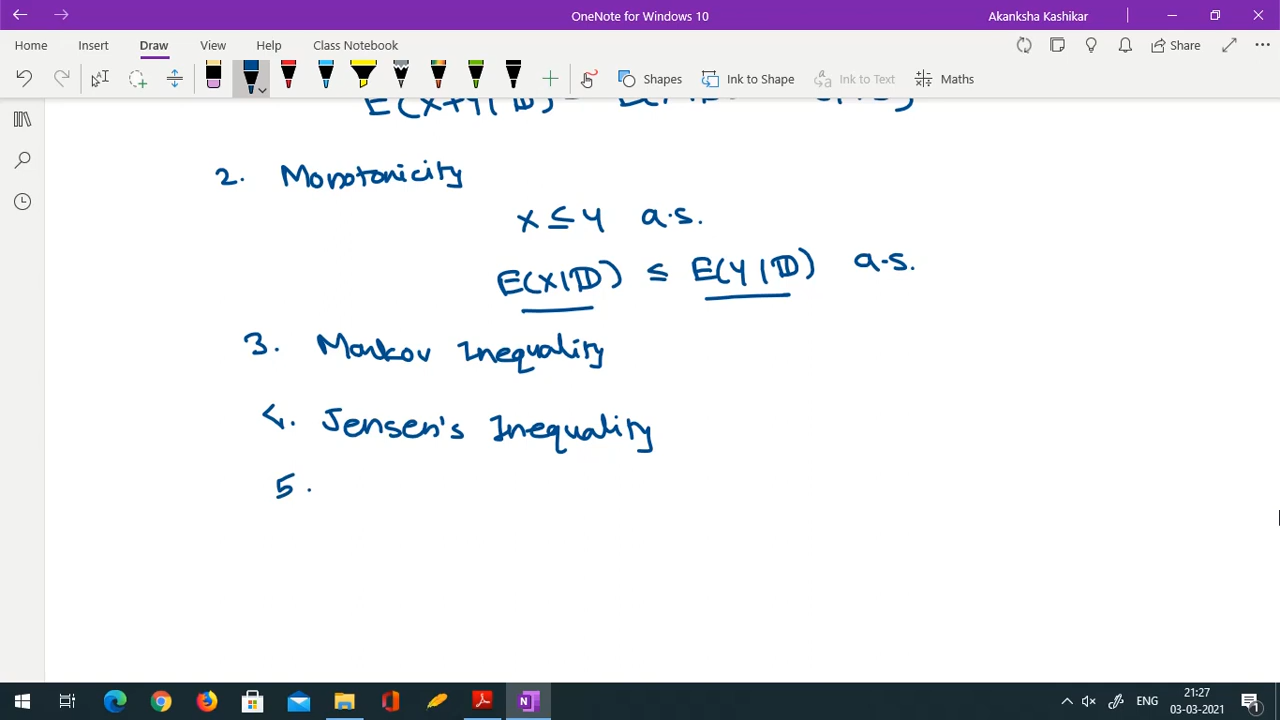 OneNote for Windows 10
Akanksha Kashikar
Home Insert Draw View Help Class Notebook
Share
Shapes
Ink to Shape
Ink to Text
Maths
E(X+Y|𝔻) =
2. Monotonicity
X ≤ Y a.s.
E(X|𝔻) ≤ E(Y|𝔻) a.s.
3. Markov Inequality
4. Jensen's Inequality
5.
ENG
21:27
03-03-2021
1